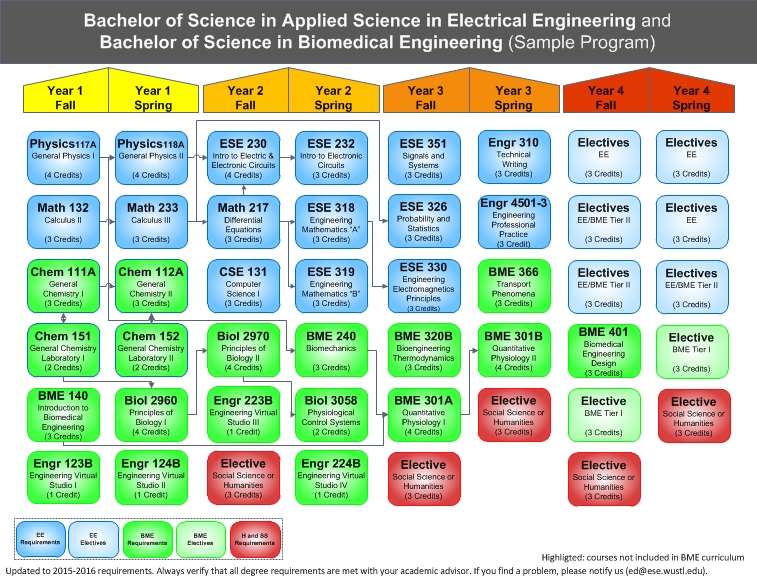 Bachelor of Science in Applied Science in Electrical Engineering and
Bachelor of Science in Biomedical Engineering (Sample Program)
Year 1
Fall
Year 1
Spring
Year 2
Fall
Year 2
Spring
Year 3
Fall
Year 3
Spring
Year 4
Fall
Year 4
Spring
Physics117A
General Physics I
(4 Credits)
Physics118A
General Physics II
(4 Credits)
ESE 230
Intro to Electric &
Electronic Circuits
(4 Credits)
ESE 232
Intro to Electronic
Circuits
(3 Credits)
ESE 351
Signals and
Systems
(3 Credits)
Engr 310
Technical
Writing
(3 Credits)
Electives
EE
(3 Credits)
Electives
EE
(3 Credits)
Math 132
Calculus II
(3 Credits)
Math 233
Calculus III
(3 Credits)
Math 217
Differential
Equations
(3 Credits)
ESE 318
Engineering
Mathematics "A"
(3 Credits)
ESE 326
Probability and
Statistics
(3 Credits)
Engr 4501-3
Engineering
Professional
Practice
(3 Credit)
Electives
EE/BME Tier II
(3 Credits)
Electives
EE
(3 Credits)
Chem 111A
General
Chemistry I
(3 Credits)
Chem 112A
General
Chemistry II
(3 Credits)
CSE 131
Computer
Science I
(3 Credits)
ESE 319
Engineering
Mathematics "B"
(3 Credits)
ESE 330
Engineering
Electromagnetics
Principles
(3 Credits)
BME 366
Transport
Phenomena
(3 Credits)
Electives
EE/BME Tier II
(3 Credits)
Electives
EE/BME Tier II
(3 Credits)
Chem 151
General Chemistry
Laboratory I
(2 Credits)
Chem 152
General Chemistry
Laboratory II
(2 Credits)
Biol 2970
Principles of
Biology II
(4 Credits)
BME 240
Biomechanics
(3 Credits)
BME 320B
Bioengineering
Thermodynamics
(3 Credits)
BME 301B
Quantitative
Physiology II
(4 Credits)
BME 401
Biomedical
Engineering
Design
(3 Credits)
Elective
BME Tier I
(3 Credits)
BME 140
Introduction to
Biomedical
Engineering
(3 Credits)
Biol 2960
Principles of
Biology I
(4 Credits)
Engr 223B
Engineering Virtual
Studio III
(1 Credit)
Biol 3058
Physiological
Control Systems
(2 Credits)
BME 301A
Quantitative
Physiology I
(4 Credits)
Elective
Social Science or
Humanities
(3 Credits)
Elective
BME Tier I
(3 Credits)
Elective
Social Science or
Humanities
(3 Credits)
Engr 123B
Engineering Virtual
Studio I
(1 Credit)
Engr 124B
Engineering Virtual
Studio II
(1 Credit)
Elective
Social Science or
Humanities
(3 Credits)
Engr 224B
Engineering Virtual
Studio IV
(1 Credit)
Elective
Social Science or
Humanities
(3 Credits)
Elective
Social Science or
Humanities
(3 Credits)
EE
Requirements
EE
Electives
BME
Requirements
BME
Electives
H and SS
Requirements
Highligted: courses not included in BME curriculum
Updated to 2015-2016 requirements. Always verify that all degree requirements are met with your academic advisor. If you find a problem, please notify us (ed@ese.wustl.edu).